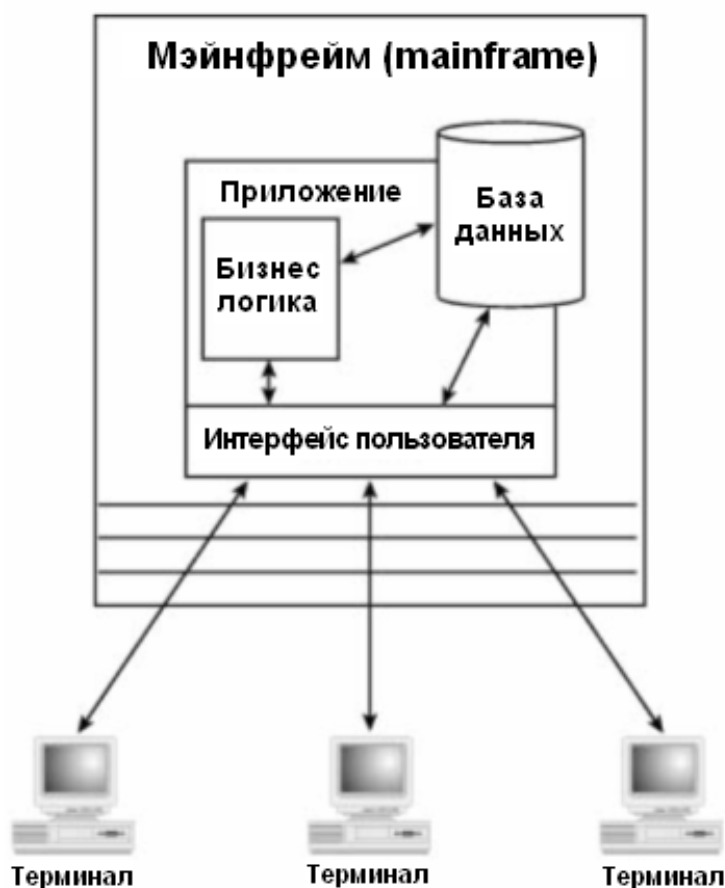 Мэйнфрейм (mainframe)
Приложение
База
данных
Бизнес
логика
Интерфейс пользователя
Терминал
Терминал
Терминал